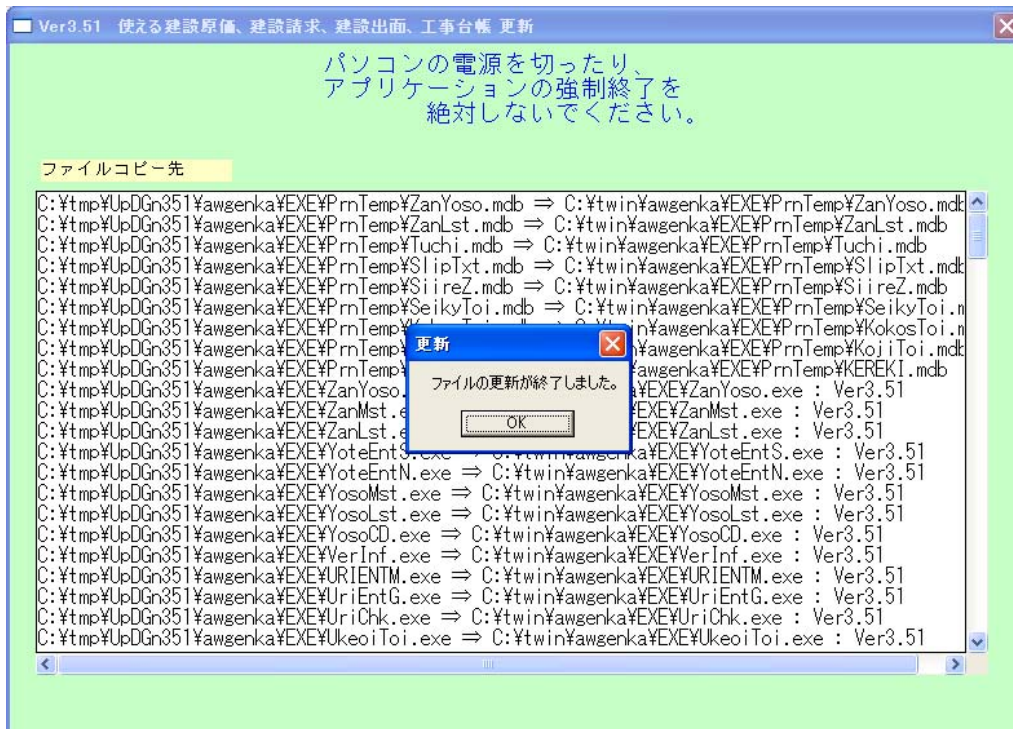 Ver3.51 使える建設原価、建設請求、建設出面、工事台帳 更新
パソコンの電源を切ったり、
アプリケーションの強制終了を
絶対しないでください。
ファイルコピー先
C:¥tmp¥UpDGn351¥awgenka¥EXE¥PrnTemp¥ZanYoso.mdb ⇒ C:¥twin¥awgenka¥EXE¥PrnTemp¥ZanYoso.mdb
C:¥tmp¥UpDGn351¥awgenka¥EXE¥PrnTemp¥ZanLst.mdb ⇒ C:¥twin¥awgenka¥EXE¥PrnTemp¥ZanLst.mdb
C:¥tmp¥UpDGn351¥awgenka¥EXE¥PrnTemp¥Tuchi.mdb ⇒ C:¥twin¥awgenka¥EXE¥PrnTemp¥Tuchi.mdb
C:¥tmp¥UpDGn351¥awgenka¥EXE¥PrnTemp¥SlipTxt.mdb ⇒ C:¥twin¥awgenka¥EXE¥PrnTemp¥SlipTxt.mdb
C:¥tmp¥UpDGn351¥awgenka¥EXE¥PrnTemp¥SiireZ.mdb ⇒ C:¥twin¥awgenka¥EXE¥PrnTemp¥SiireZ.mdb
C:¥tmp¥UpDGn351¥awgenka¥EXE¥PrnTemp¥SeikyToi.mdb ⇒ C:¥twin¥awgenka¥EXE¥PrnTemp¥SeikyToi.m
C:¥tmp¥UpDGn351¥awgenka¥EXE¥PrnTemp ¥twin¥awgenka¥EXE¥PrnTemp¥KokosToi.m
C:¥tmp¥UpDGn351¥awgenka¥EXE¥PrnTemp ¥awgenka¥EXE¥PrnTemp¥KojiToi.mdb
C:¥tmp¥UpDGn351¥awgenka¥EXE¥PrnTemp ¥awgenka¥EXE¥PrnTemp¥KEREKI.mdb
C:¥tmp¥UpDGn351¥awgenka¥EXE¥ZanYoso. ¥EXE¥ZanYoso.exe : Ver3.51
C:¥tmp¥UpDGn351¥awgenka¥EXE¥ZanMst.e ¥EXE¥ZanMst.exe : Ver3.51
C:¥tmp¥UpDGn351¥awgenka¥EXE¥ZanLst.e ¥EXE¥ZanLst.exe : Ver3.51
C:¥tmp¥UpDGn351¥awgenka¥EXE¥YoteEntS.exe ⇒ C:¥twin¥awgenka¥EXE¥YoteEntS.exe : Ver3.51
C:¥tmp¥UpDGn351¥awgenka¥EXE¥YoteEntN.exe ⇒ C:¥twin¥awgenka¥EXE¥YoteEntN.exe : Ver3.51
C:¥tmp¥UpDGn351¥awgenka¥EXE¥YosoMst.exe ⇒ C:¥twin¥awgenka¥EXE¥YosoMst.exe : Ver3.51
C:¥tmp¥UpDGn351¥awgenka¥EXE¥YosoLst.exe ⇒ C:¥twin¥awgenka¥EXE¥YosoLst.exe : Ver3.51
C:¥tmp¥UpDGn351¥awgenka¥EXE¥YosoCD.exe ⇒ C:¥twin¥awgenka¥EXE¥YosoCD.exe : Ver3.51
C:¥tmp¥UpDGn351¥awgenka¥EXE¥VerInf.exe ⇒ C:¥twin¥awgenka¥EXE¥VerInf.exe : Ver3.51
C:¥tmp¥UpDGn351¥awgenka¥EXE¥URIENTM.exe ⇒ C:¥twin¥awgenka¥EXE¥URIENTM.exe : Ver3.51
C:¥tmp¥UpDGn351¥awgenka¥EXE¥UriEntG.exe ⇒ C:¥twin¥awgenka¥EXE¥UriEntG.exe : Ver3.51
C:¥tmp¥UpDGn351¥awgenka¥EXE¥UriChk.exe ⇒ C:¥twin¥awgenka¥EXE¥UriChk.exe : Ver3.51
C:¥tmp¥UpDGn351¥awgenka¥EXE¥UkeoiToi.exe ⇒ C:¥twin¥awgenka¥EXE¥UkeoiToi.exe : Ver3.51
更新
ファイルの更新が終了しました。
OK